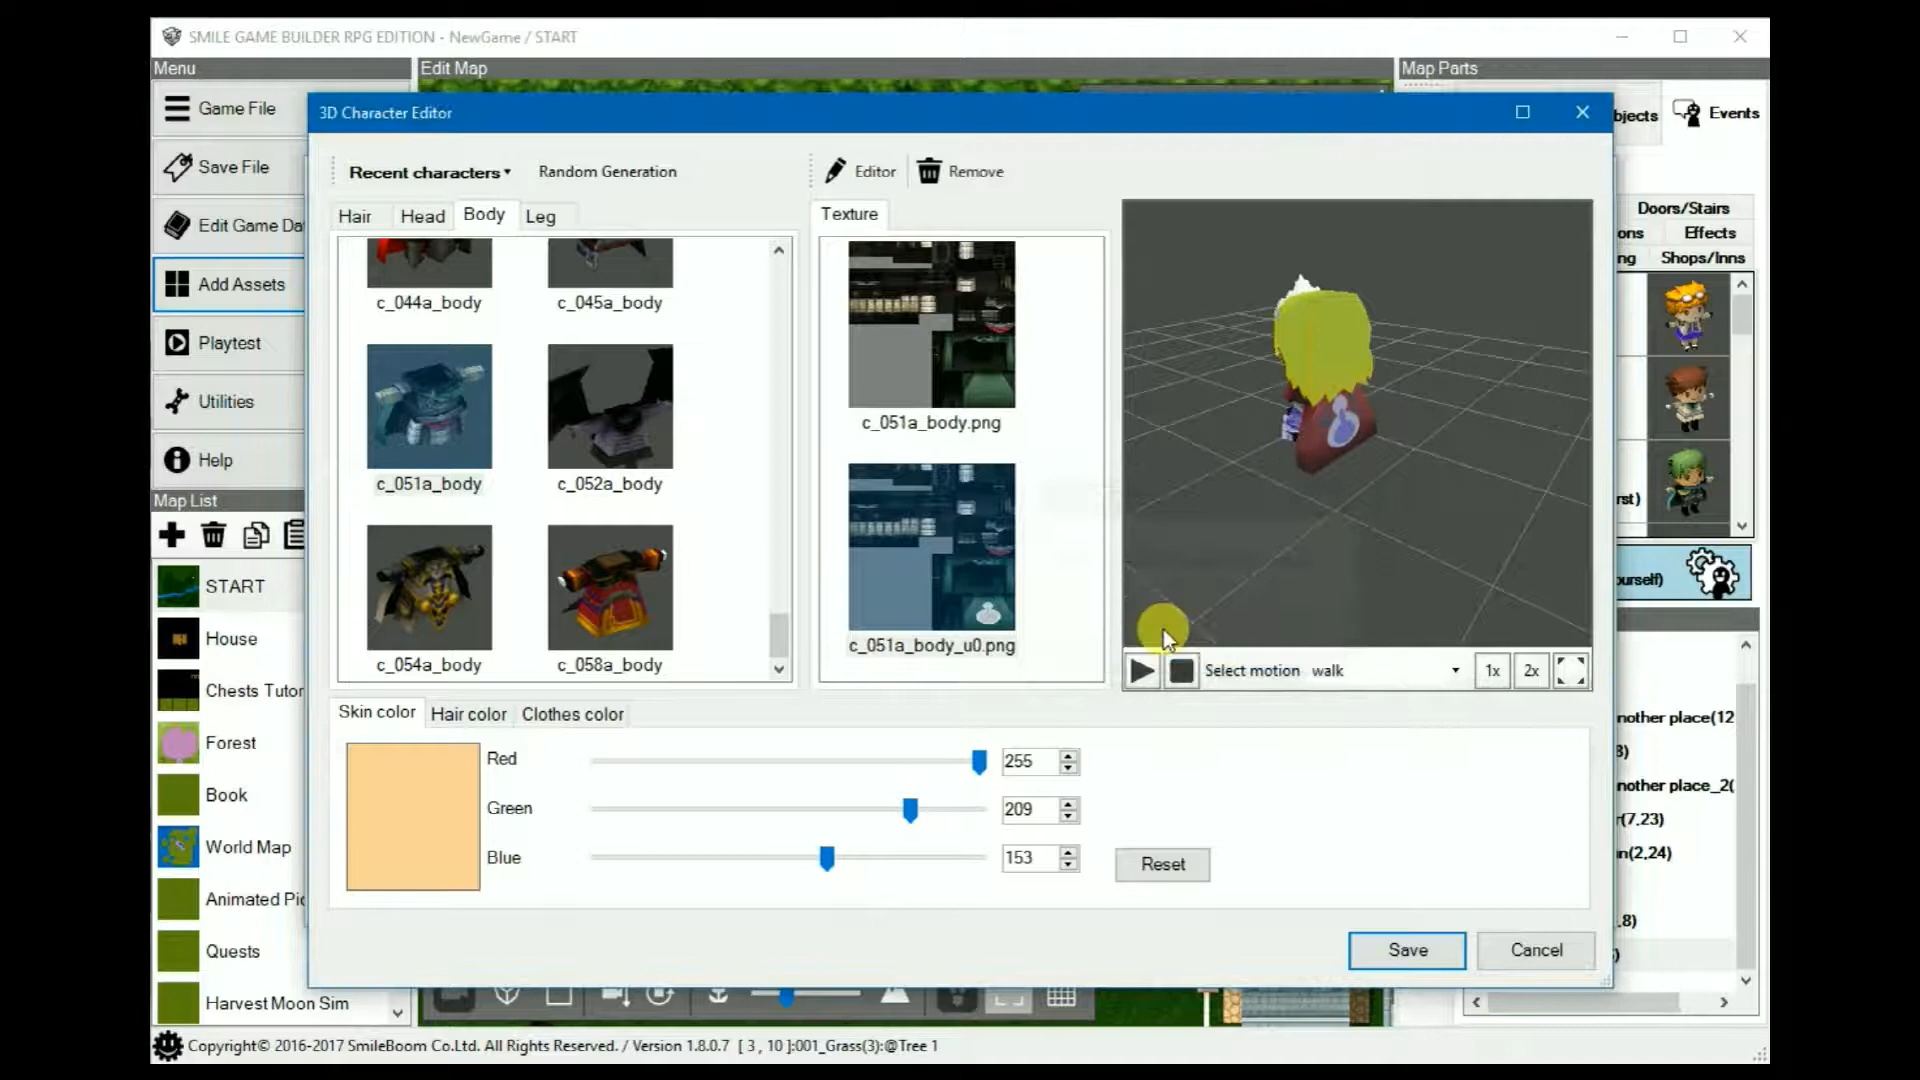 SMILE GAME BUILDER RPG EDITION - NewGame / START
Menu
Edit Map
Map Parts
Game File
Save File
Edit Game Da
Add Assets
Playtest
Utilities
Help
Map List
START
House
Chests Tutor
Forest
Book
World Map
Animated Pic
Quests
Harvest Moon Sim
3D Character Editor
Recent characters
Random Generation
Editor
Remove
Hair
Head
Body
Leg
Texture
c_044a_body
c_045a_body
c_051a_body
c_052a_body
c_054a_body
c_058a_body
c_051a_body.png
c_051a_body_u0.png
Select motion walk
1x
2x
Skin color
Hair color
Clothes color
Red
255
Green
209
Blue
153
Reset
Save
Cancel
bjects
Events
Doors/Stairs
ons
Effects
ng
Shops/Inns
rst)
ourself)
nother place(12
3)
nother place_2(
r(7,23)
n(2,24)
,8)
Copyright© 2016-2017 SmileBoom Co.Ltd. All Rights Reserved. / Version 1.8.0.7 [ 3 , 10 ]:001_Grass(3):@Tree 1